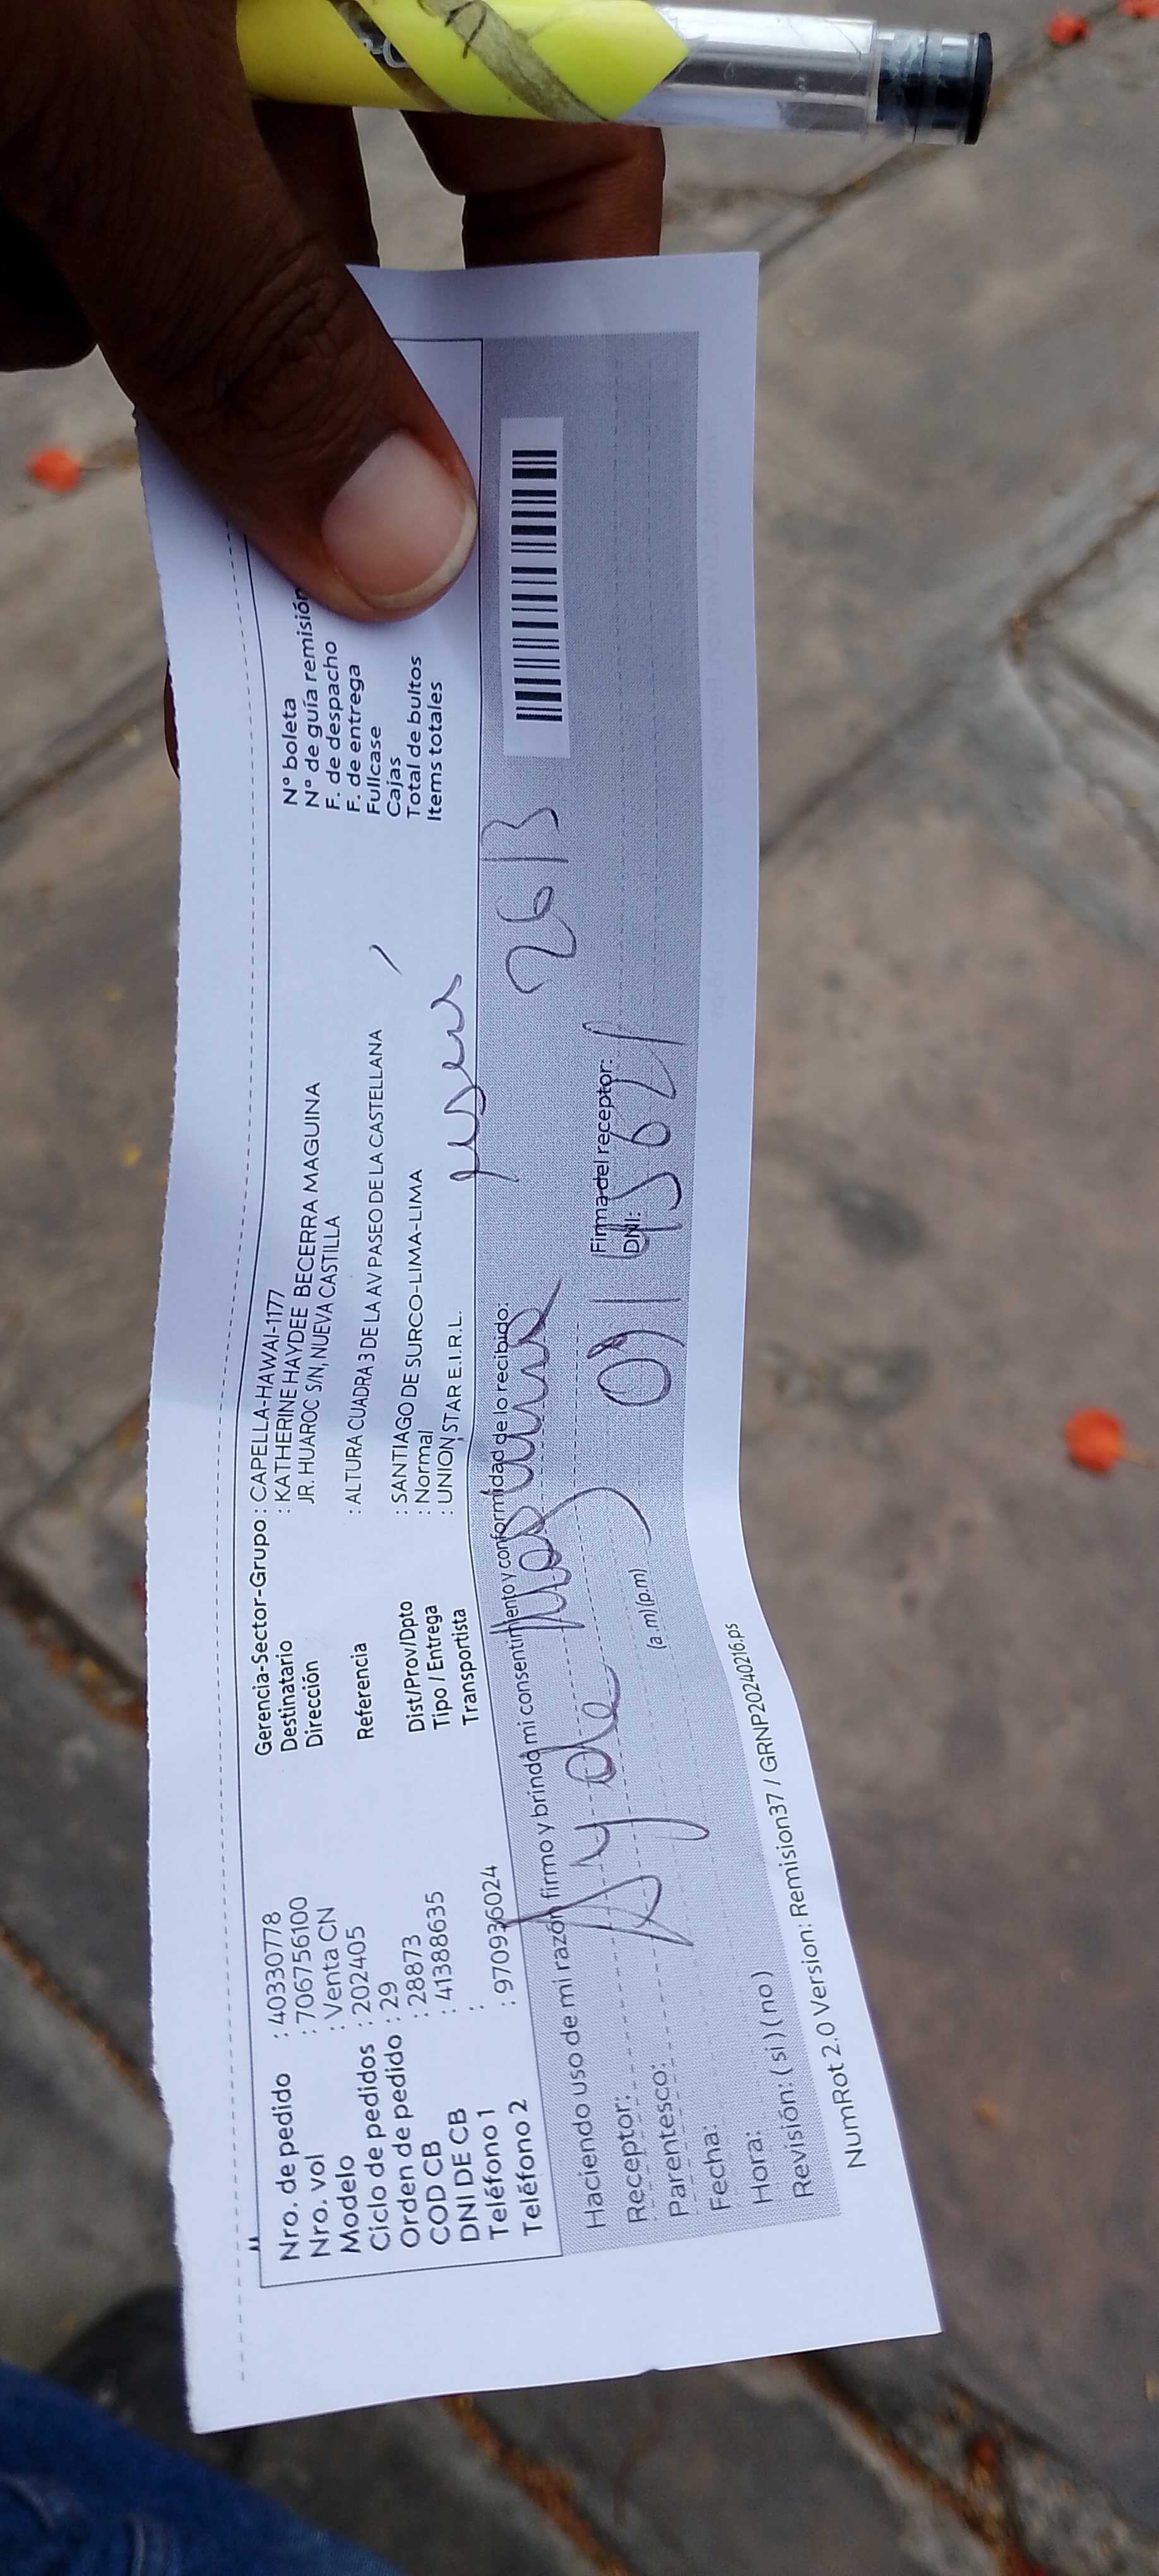 Nro. de pedido : 40330778
Nro. vol : 706756100
Modelo : Venta CN
Ciclo de pedidos : 202405
Orden de pedido : 29
COD CB : 28873
DNI DE CB : 41388635
Teléfono 1 :
Teléfono 2 : 970936024
Gerencia-Sector-Grupo : CAPELLA-HAWAI-1177
Destinatario : KATHERINE HAYDEE BECERRA MAGUINA
Dirección JR. HUAROC S/N, NUEVA CASTILLA
Referencia : ALTURA CUADRA 3 DE LA AV PASEO DE LA CASTELLANA
Dist/Prov/Dpto : SANTIAGO DE SURCO-LIMA-LIMA
Tipo / Entrega : Normal
Transportista : UNION STAR E.I.R.L.
N° boleta
N° de guía remisión
F. de despacho
F. de entrega
Fullcase
Cajas
Total de bultos
Items totales
Haciendo uso de mi razón firmo y brindo mi consentimiento y conformidad de lo recibido.
Receptor:
Parentesco:
Fecha:
Hora: (a.m) (p.m)
Revisión: ( si ) ( no )
Firma del receptor:
DNI:
2613
NumRot 2.0 Version: Remision37 / GRNP20240216.ps